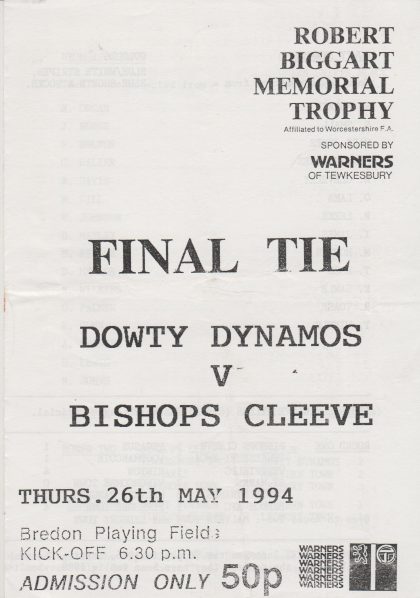 ROBERT
BIGGART
MEMORIAL
TROPHY
Affiliated to Worcestershire F.A.
SPONSORED BY
WARNERS
OF TEWKESBURY
FINAL TIE
DOWTY DYNAMOS
V
BISHOPS CLEEVE
THURS. 26th MAY 1994
Bredon Playing Fields
KICK-OFF 6.30 p.m.
ADMISSION ONLY 50p
WARNERS
WARNERS
WARNERS
WARNERS
WARNERS